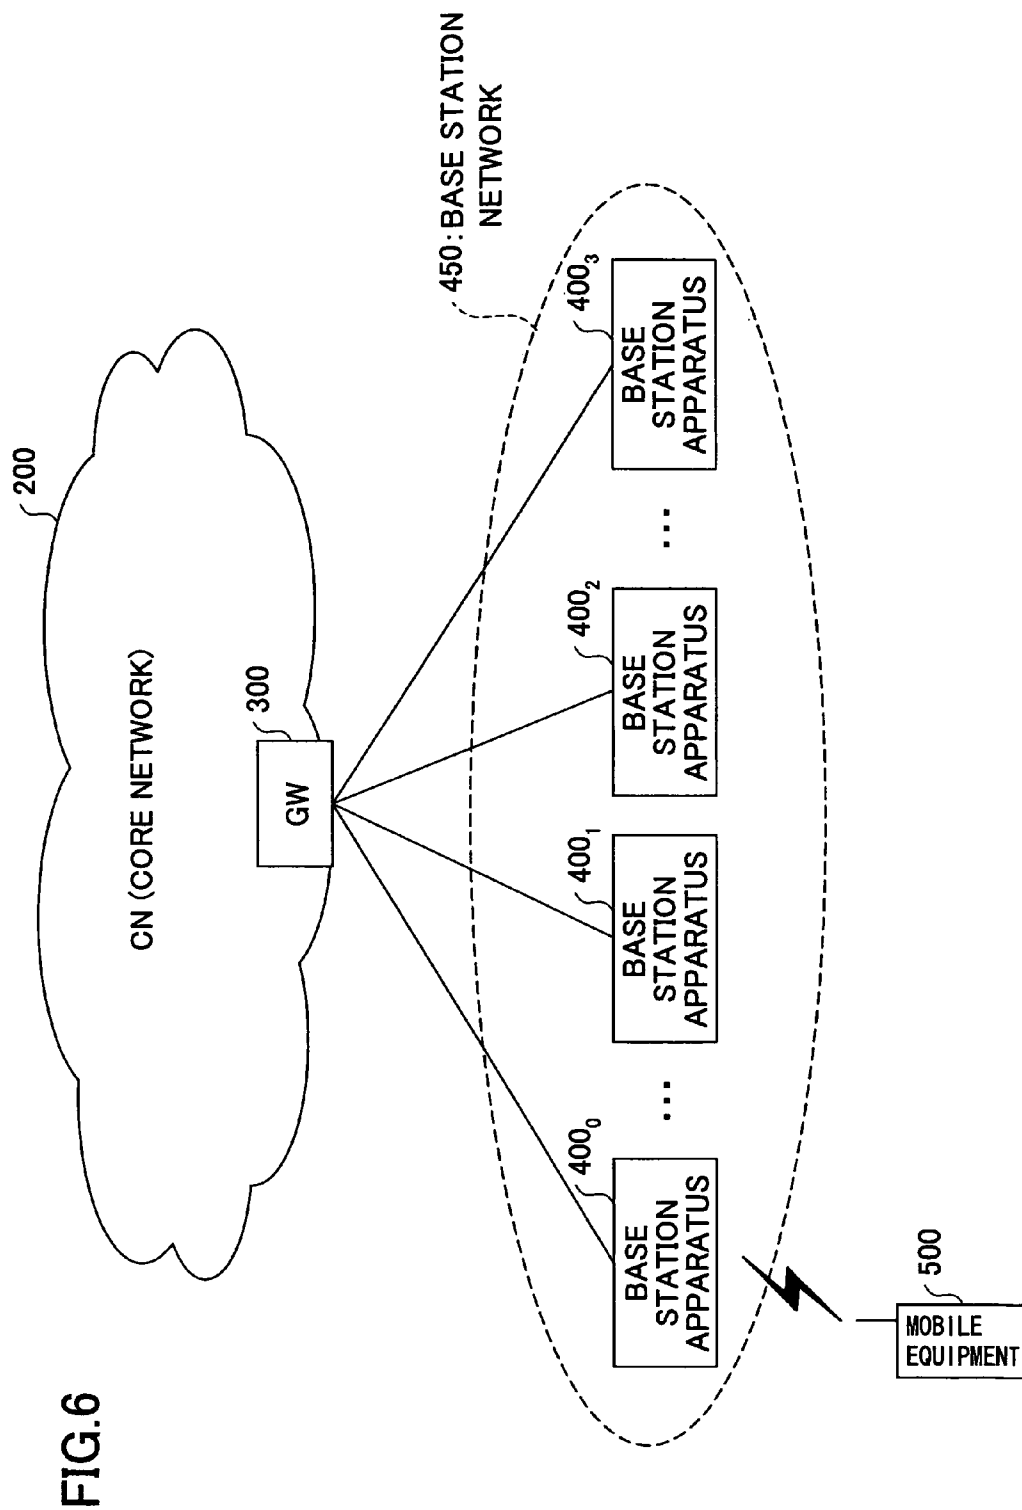 FIG.6
200
CN (CORE NETWORK)
300
GW
450:BASE STATION
NETWORK
400₀
BASE
STATION
APPARATUS
...
400₁
BASE
STATION
APPARATUS
400₂
BASE
STATION
APPARATUS
...
400₃
BASE
STATION
APPARATUS
500
MOBILE
EQUIPMENT